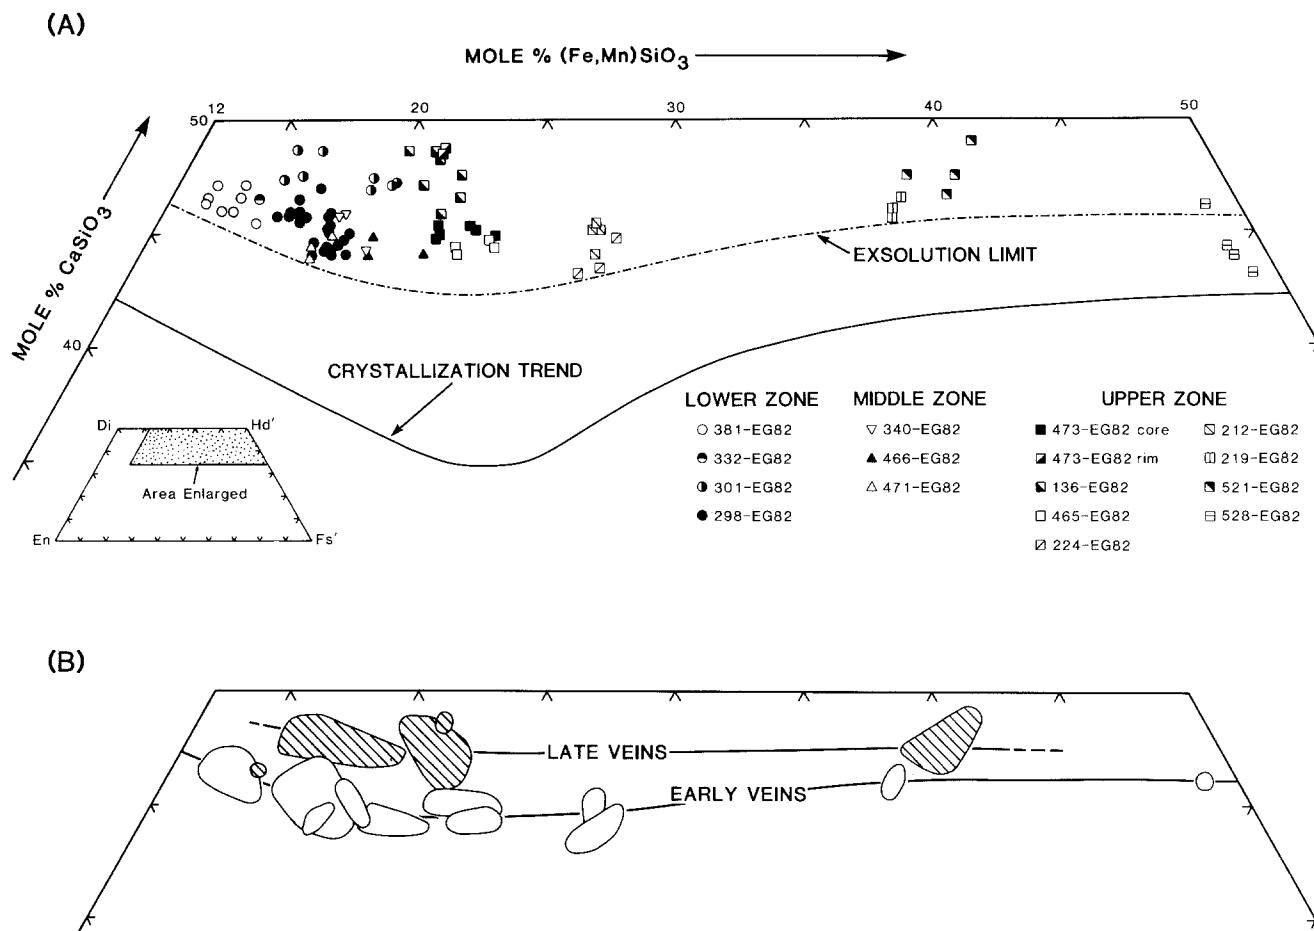 (A)
MOLE % (Fe,Mn)SiO3
12 20 30 40 50
50
MOLE % CaSiO3
40
EXSOLUTION LIMIT
CRYSTALLIZATION TREND
Di Hd'
Area Enlarged
En Fs'
LOWER ZONE
381-EG82
332-EG82
301-EG82
298-EG82
MIDDLE ZONE
340-EG82
466-EG82
471-EG82
UPPER ZONE
473-EG82 core
473-EG82 rim
136-EG82
465-EG82
224-EG82
212-EG82
219-EG82
521-EG82
528-EG82
(B)
LATE VEINS
EARLY VEINS